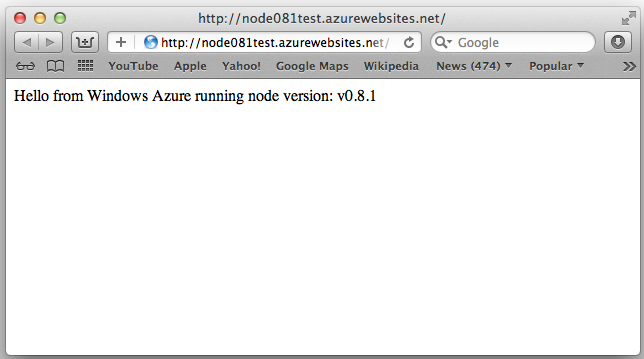 http://node081test.azurewebsites.net/
http://node081test.azurewebsites.net/
Google
YouTube Apple Yahoo! Google Maps Wikipedia News (474) Popular
Hello from Windows Azure running node version: v0.8.1